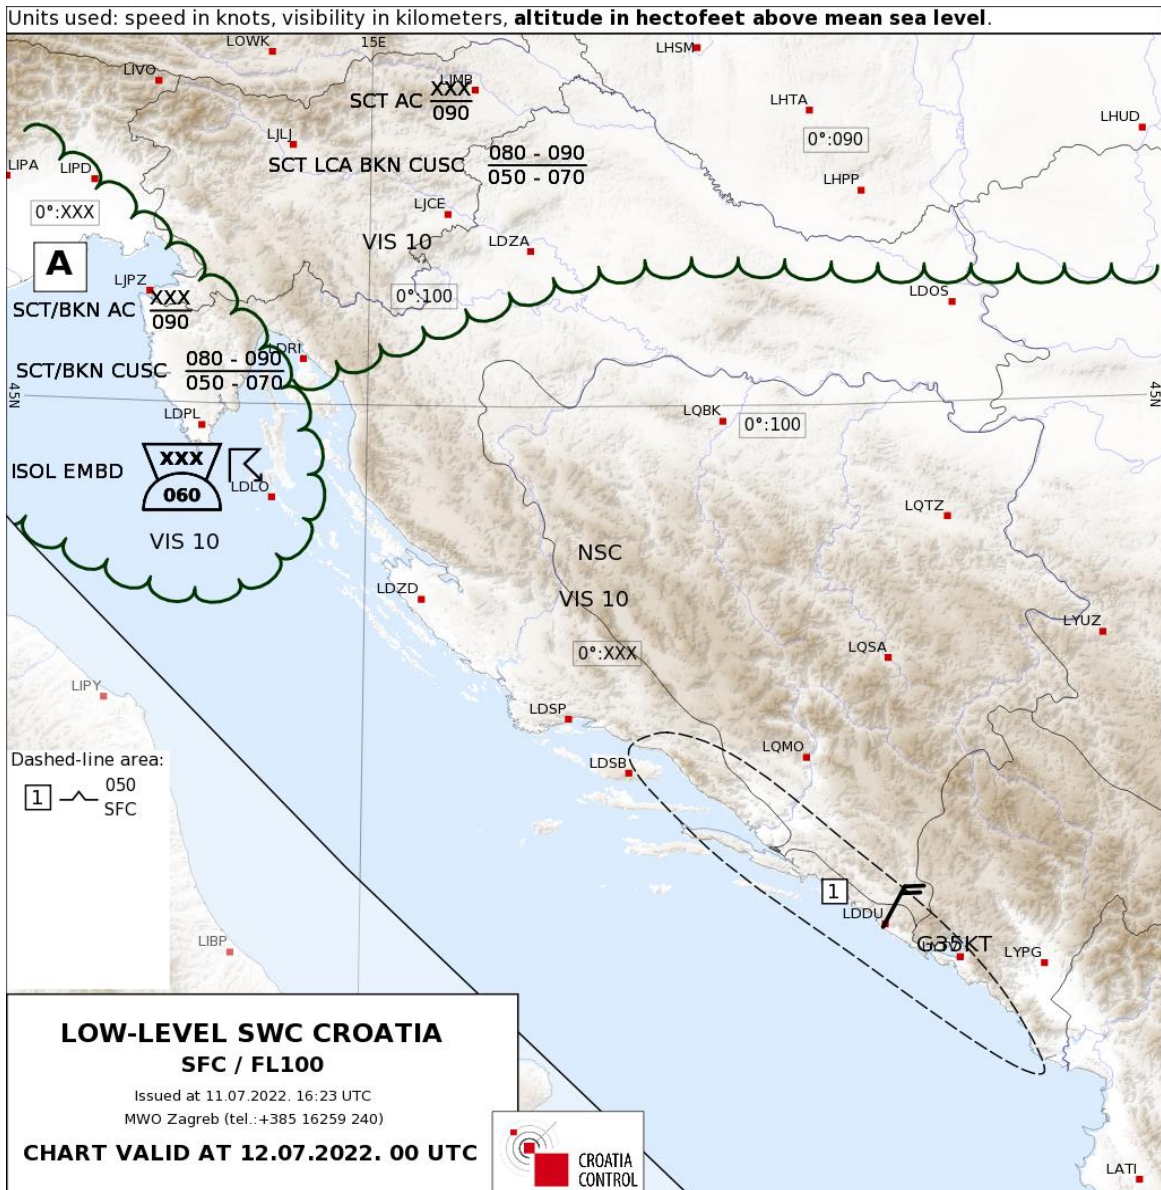 Units used: speed in knots, visibility in kilometers, altitude in hectofeet above mean sea level.
LOWK
15E
LHSM
LIVO
LJMB
SCT AC XXX
090
LHTA
LHUD
LJLJ
0°:090
SCT LCA BKN CUSC 080 - 090
050 - 070
LIPA
LIPD
LHPP
0°:XXX
LJCE
VIS 10
LDZA
A
LJPZ
0°:100
LDOS
SCT/BKN AC XXX
090
LDRI
SCT/BKN CUSC 080 - 090
050 - 070
45N
45N
LDPL
LQBK
0°:100
ISOL EMBD XXX
060
LDLO
LQTZ
VIS 10
NSC
LDZD
VIS 10
LYUZ
LQSA
0°:XXX
LIPY
LDSP
LQMO
Dashed-line area:
LDSB
1 050
SFC
1
LDDU
G35KT
LIBP
LYPG
LOW-LEVEL SWC CROATIA
SFC / FL100
Issued at 11.07.2022. 16:23 UTC
MWO Zagreb (tel.:+385 16259 240)
CHART VALID AT 12.07.2022. 00 UTC
CROATIA
CONTROL
LATI